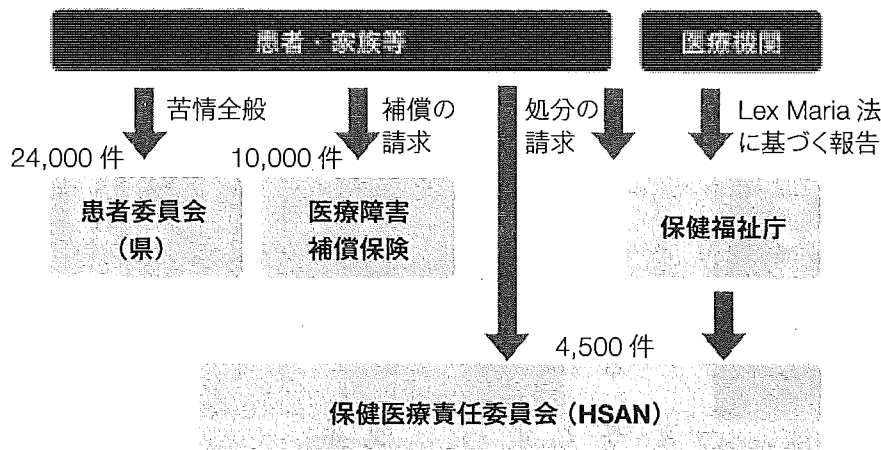 患者・家族等
医療機関
苦情全般
補償の
請求
処分の
請求
Lex Maria 法
に基づく報告
24,000 件
10,000 件
患者委員会
（県）
医療障害
補償保険
保健福祉庁
4,500 件
保健医療責任委員会（HSAN）